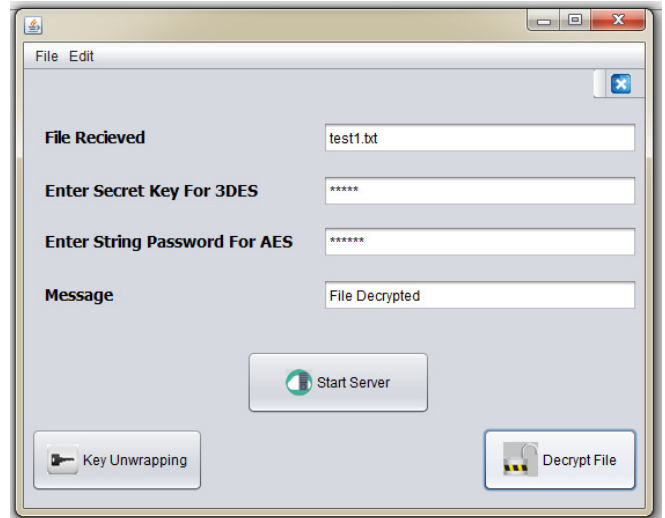 File Edit
File Recieved test1.txt
Enter Secret Key For 3DES *****
Enter String Password For AES ******
Message File Decrypted
Start Server
Key Unwrapping Decrypt File